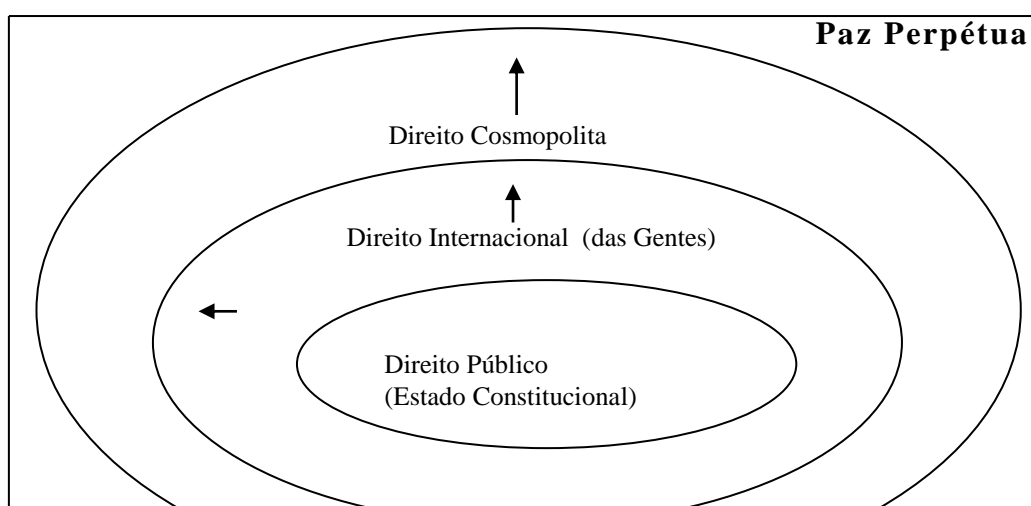 Paz Perpétua
Direito Cosmopolita
Direito Internacional (das Gentes)
Direito Público
(Estado Constitucional)